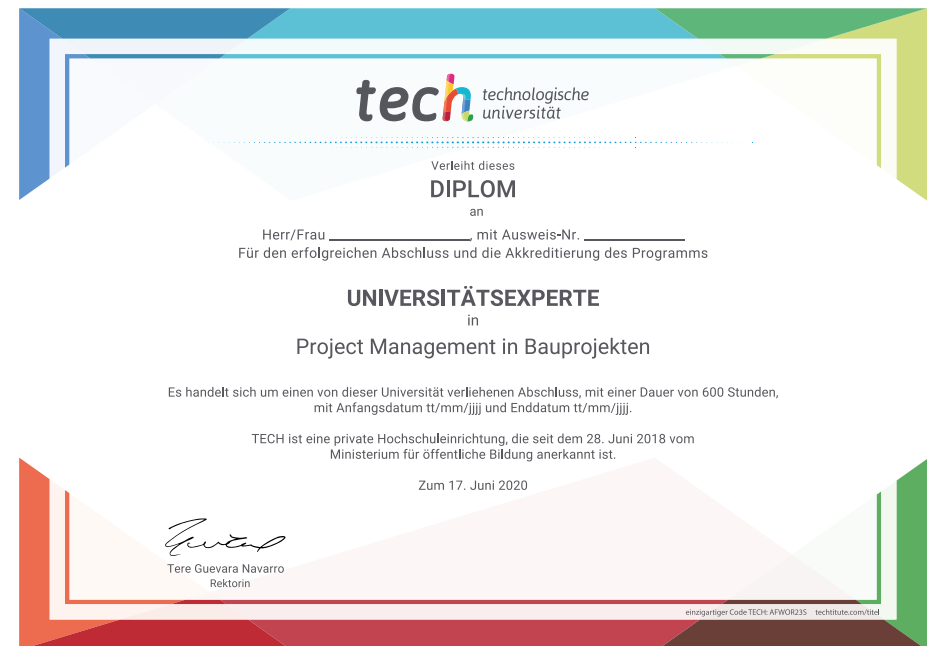 tech technologische
universität
Verleiht dieses
DIPLOM
an
Herr/Frau ____________, mit Ausweis-Nr. ____________
Für den erfolgreichen Abschluss und die Akkreditierung des Programms
UNIVERSITÄTSEXPERTE
in
Project Management in Bauprojekten
Es handelt sich um einen von dieser Universität verliehenen Abschluss, mit einer Dauer von 600 Stunden,
mit Anfangsdatum tt/mm/jjjj und Enddatum tt/mm/jjjj.
TECH ist eine private Hochschuleinrichtung, die seit dem 28. Juni 2018 vom
Ministerium für öffentliche Bildung anerkannt ist.
Zum 17. Juni 2020
Tere Guevara Navarro
Rektorin
einzigartiger Code TECH: AFWOR23S techtitute.com/titel